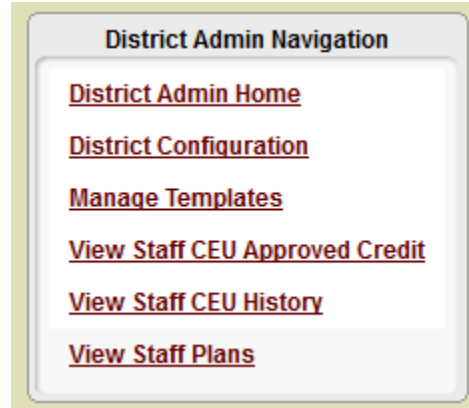 District Admin Navigation
District Admin Home
District Configuration
Manage Templates
View Staff CEU Approved Credit
View Staff CEU History
View Staff Plans